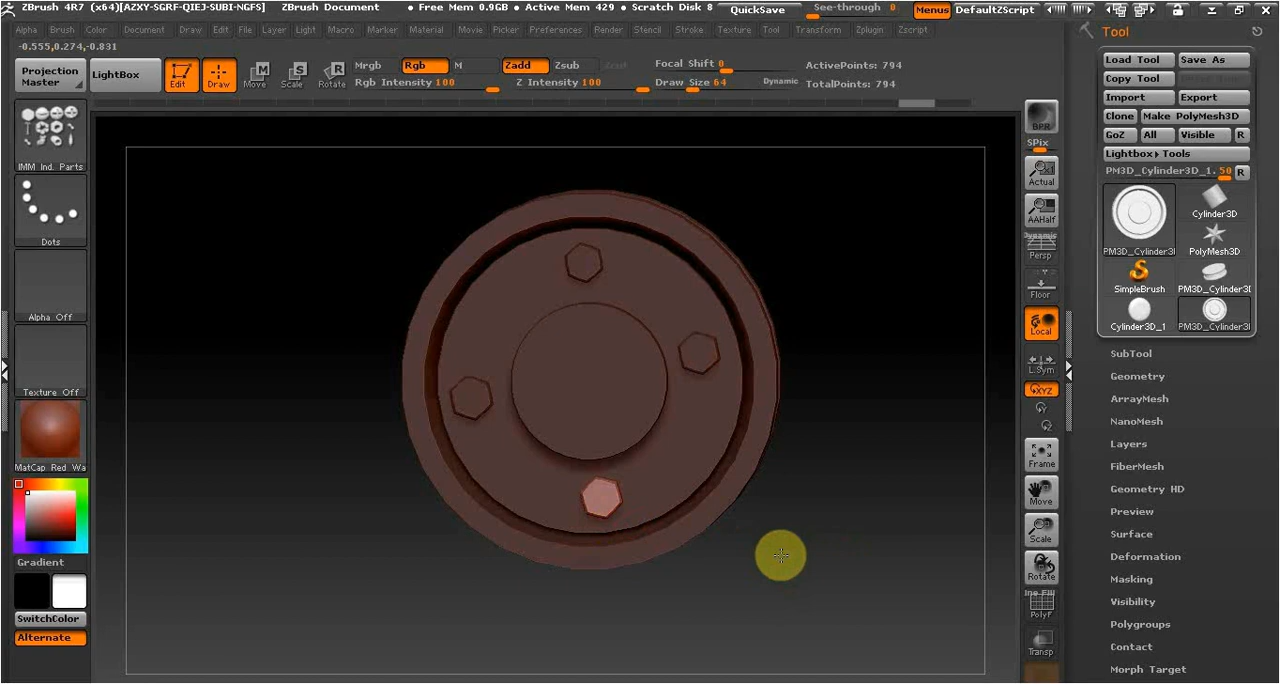 ZBrush 4R7 (x64)[AZXY-SGRF-QIEJ-SUBI-NGFS] ZBrush Document • Free Mem 0.9GB • Active Mem 429 • Scratch Disk 8 QuickSave See-through 0 Menus DefaultZScript
Alpha Brush Color Document Draw Edit File Layer Light Macro Marker Material Movie Picker Preferences Render Stencil Stroke Texture Tool Transform Zplugin Zscript
-0.555,0.274,-0.831
Projection Master
LightBox
Edit
Draw
Move
Scale
Rotate
Mrgb Rgb M
Rgb Intensity 100
Zadd Zsub
Z Intensity 100
Focal Shift 0
Draw Size 64 Dynamic
ActivePoints: 794
TotalPoints: 794
IMM Ind. Parts
Dots
Alpha Off
Texture Off
MatCap Red Wa
Gradient
SwitchColor
Alternate
BPR
SPix
Actual
AAHalf
Dynamic
Persp
Floor
Local
L.Sym
XYZ
Frame
Move
Scale
Rotate
Line Fill
PolyF
Transp
Tool
Load Tool Save As
Copy Tool
Import Export
Clone Make PolyMesh3D
GoZ All Visible R
Lightbox▸Tools
PM3D_Cylinder3D_1. 50 R
PM3D_Cylinder3D
Cylinder3D
PolyMesh3D
SimpleBrush
PM3D_Cylinder3D
Cylinder3D_1
PM3D_Cylinder3D
SubTool
Geometry
ArrayMesh
NanoMesh
Layers
FiberMesh
Geometry HD
Preview
Surface
Deformation
Masking
Visibility
Polygroups
Contact
Morph Target